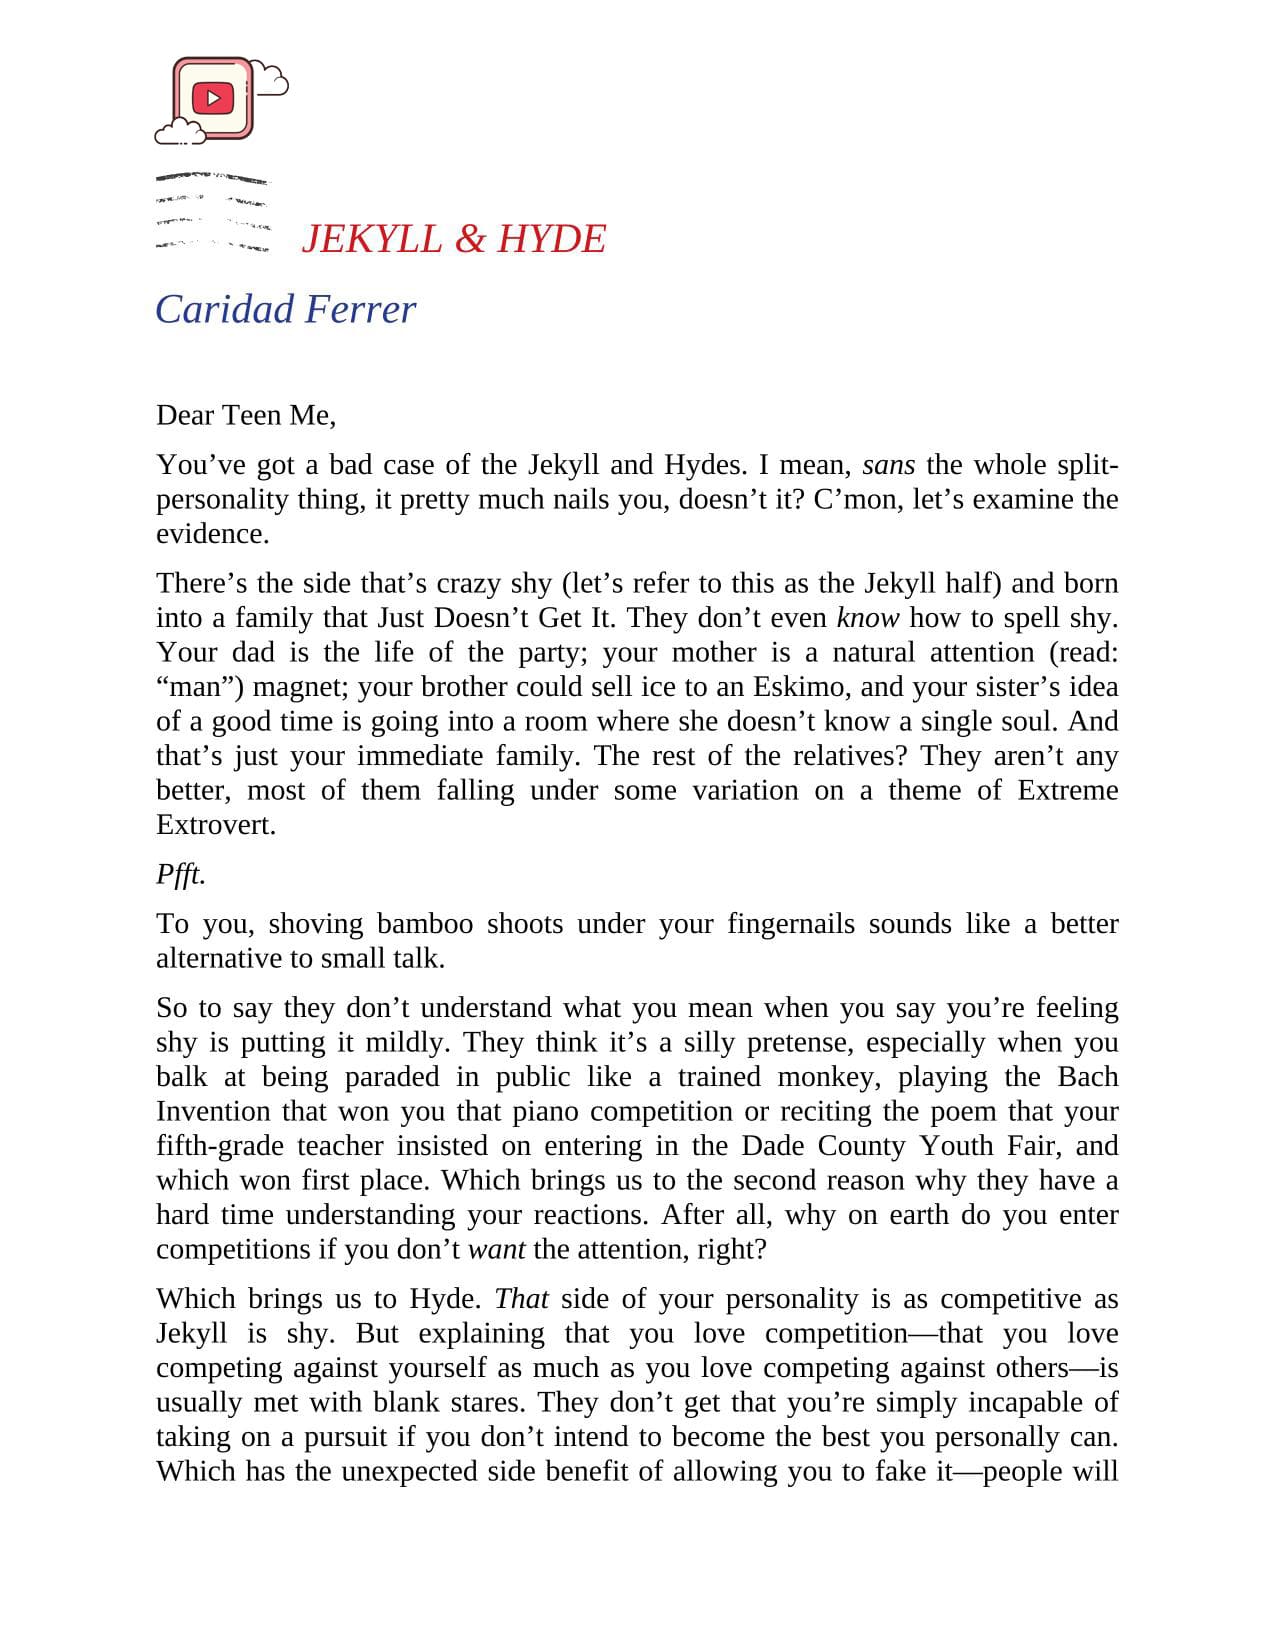 JEKYLL & HYDE
Caridad Ferrer
Dear Teen Me,
You’ve got a bad case of the Jekyll and Hydes. I mean, sans the whole split-
personality thing, it pretty much nails you, doesn’t it? C’mon, let’s examine the
evidence.
There’s the side that’s crazy shy (let’s refer to this as the Jekyll half) and born
into a family that Just Doesn’t Get It. They don’t even know how to spell shy.
Your dad is the life of the party; your mother is a natural attention (read:
“man”) magnet; your brother could sell ice to an Eskimo, and your sister’s idea
of a good time is going into a room where she doesn’t know a single soul. And
that’s just your immediate family. The rest of the relatives? They aren’t any
better, most of them falling under some variation on a theme of Extreme
Extrovert.
Pfft.
To you, shoving bamboo shoots under your fingernails sounds like a better
alternative to small talk.
So to say they don’t understand what you mean when you say you’re feeling
shy is putting it mildly. They think it’s a silly pretense, especially when you
balk at being paraded in public like a trained monkey, playing the Bach
Invention that won you that piano competition or reciting the poem that your
fifth-grade teacher insisted on entering in the Dade County Youth Fair, and
which won first place. Which brings us to the second reason why they have a
hard time understanding your reactions. After all, why on earth do you enter
competitions if you don’t want the attention, right?
Which brings us to Hyde. That side of your personality is as competitive as
Jekyll is shy. But explaining that you love competition—that you love
competing against yourself as much as you love competing against others—is
usually met with blank stares. They don’t get that you’re simply incapable of
taking on a pursuit if you don’t intend to become the best you personally can.
Which has the unexpected side benefit of allowing you to fake it—people will